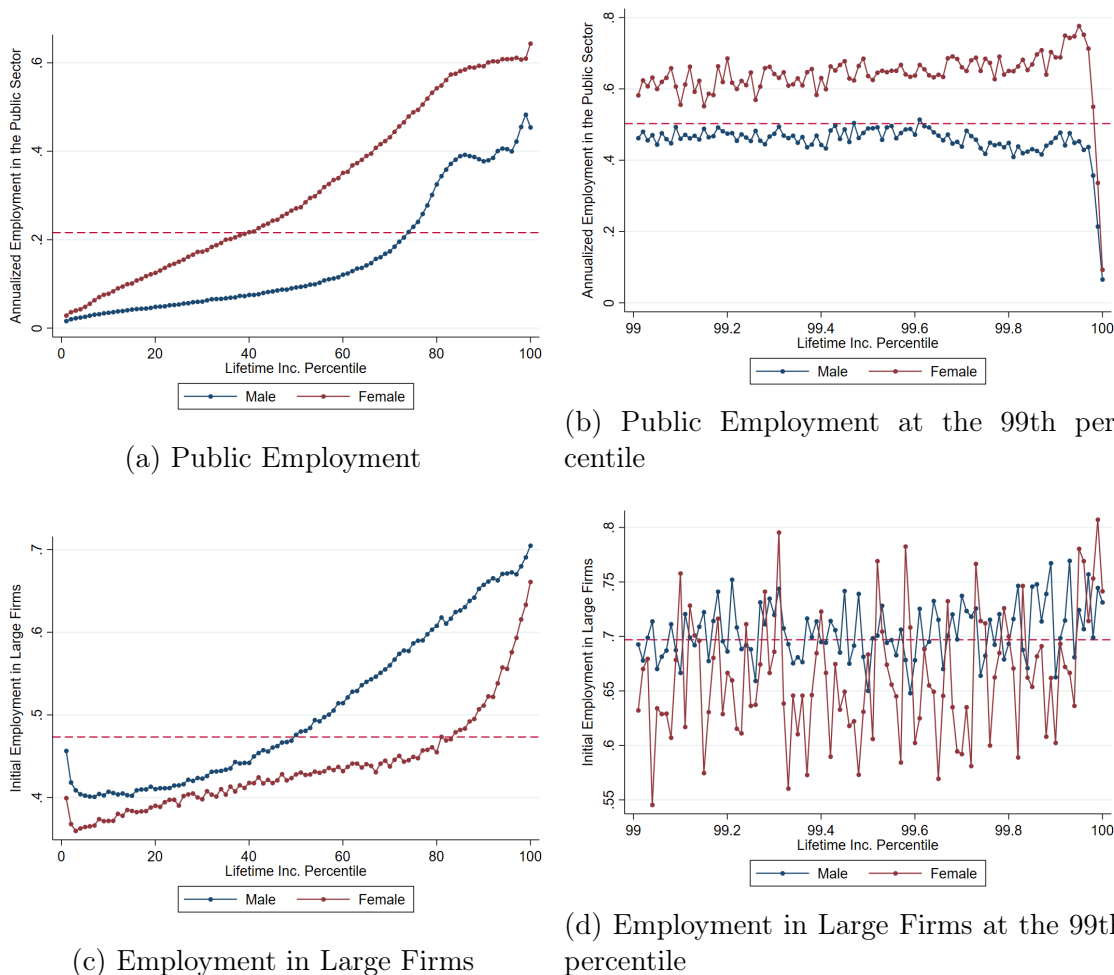 Annualized Employment in the Public Sector
.6
.4
.2
0
0 20 40 60 80 100
Lifetime Inc. Percentile
Male Female
(a) Public Employment
Annualized Employment in the Public Sector
.8
.6
.4
.2
0
99 99.2 99.4 99.6 99.8 100
Lifetime Inc. Percentile
Male Female
(b) Public Employment at the 99th per
centile
Initial Employment in Large Firms
.7
.6
.5
.4
0 20 40 60 80 100
Lifetime Inc. Percentile
Male Female
(c) Employment in Large Firms
Initial Employment in Large Firms
.8
.75
.7
.65
.6
.55
99 99.2 99.4 99.6 99.8 100
Lifetime Inc. Percentile
Male Female
(d) Employment in Large Firms at the 99th
percentile